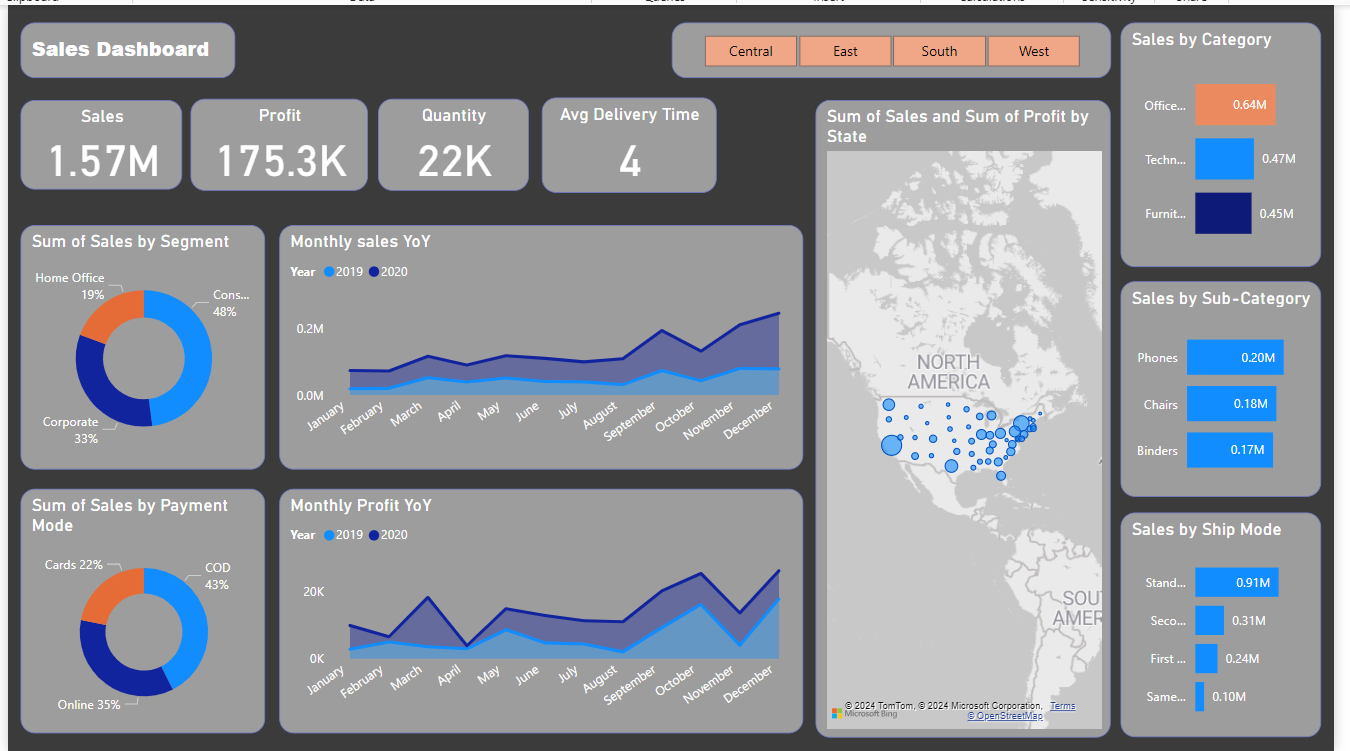 Sales Dashboard
Central
East
South
West
Sales
1.57M
Profit
175.3K
Quantity
22K
Avg Delivery Time
4
Sum of Sales by Segment
Home Office
19%
Cons...
48%
Corporate
33%
Monthly sales YoY
Year 2019 2020
0.2M
0.0M
January
February
March
April
May
June
July
August
September
October
November
December
Sum of Sales by Payment
Mode
Cards 22%
COD
43%
Online 35%
Monthly Profit YoY
Year 2019 2020
20K
0K
January
February
March
April
May
June
July
August
September
October
November
December
Sum of Sales and Sum of Profit by
State
NORTH
AMERICA
SOU
AMER
© 2024 TomTom, © 2024 Microsoft Corporation, Terms
Microsoft Bing
© OpenStreetMap
Sales by Category
Office... 0.64M
Techn... 0.47M
Furnit... 0.45M
Sales by Sub-Category
Phones 0.20M
Chairs 0.18M
Binders 0.17M
Sales by Ship Mode
Stand... 0.91M
Seco... 0.31M
First ... 0.24M
Same... 0.10M